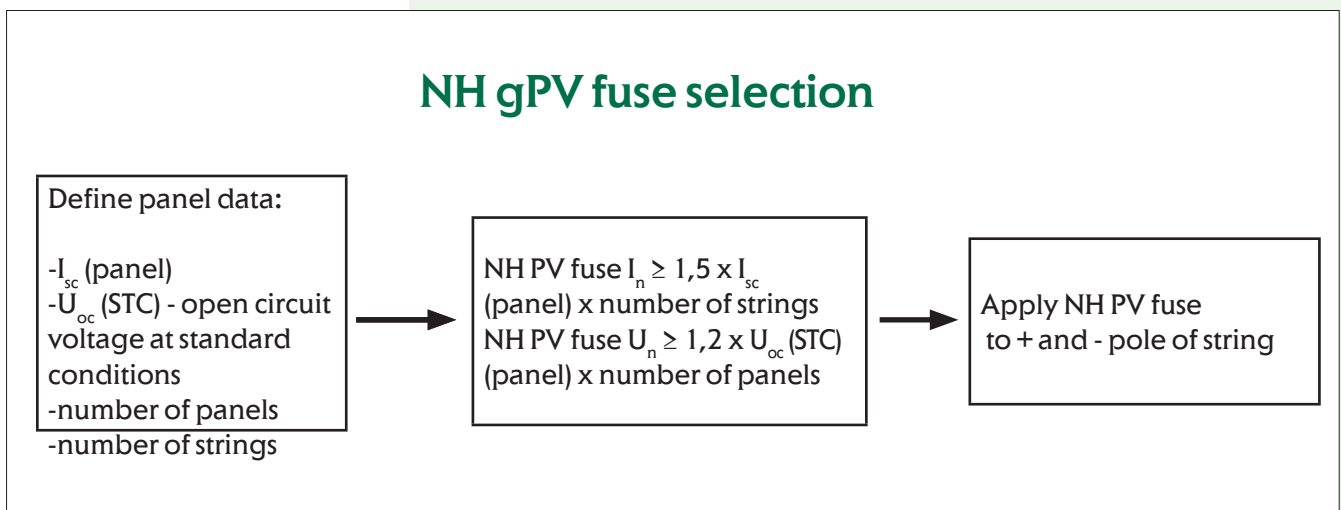 NH gPV fuse selection
Define panel data:
-Isc (panel)
-Uoc (STC) - open circuit
voltage at standard
conditions
-number of panels
-number of strings
NH PV fuse In ≥ 1,5 x Isc
(panel) x number of strings
NH PV fuse Un ≥ 1,2 x Uoc (STC)
(panel) x number of panels
Apply NH PV fuse
to + and - pole of string